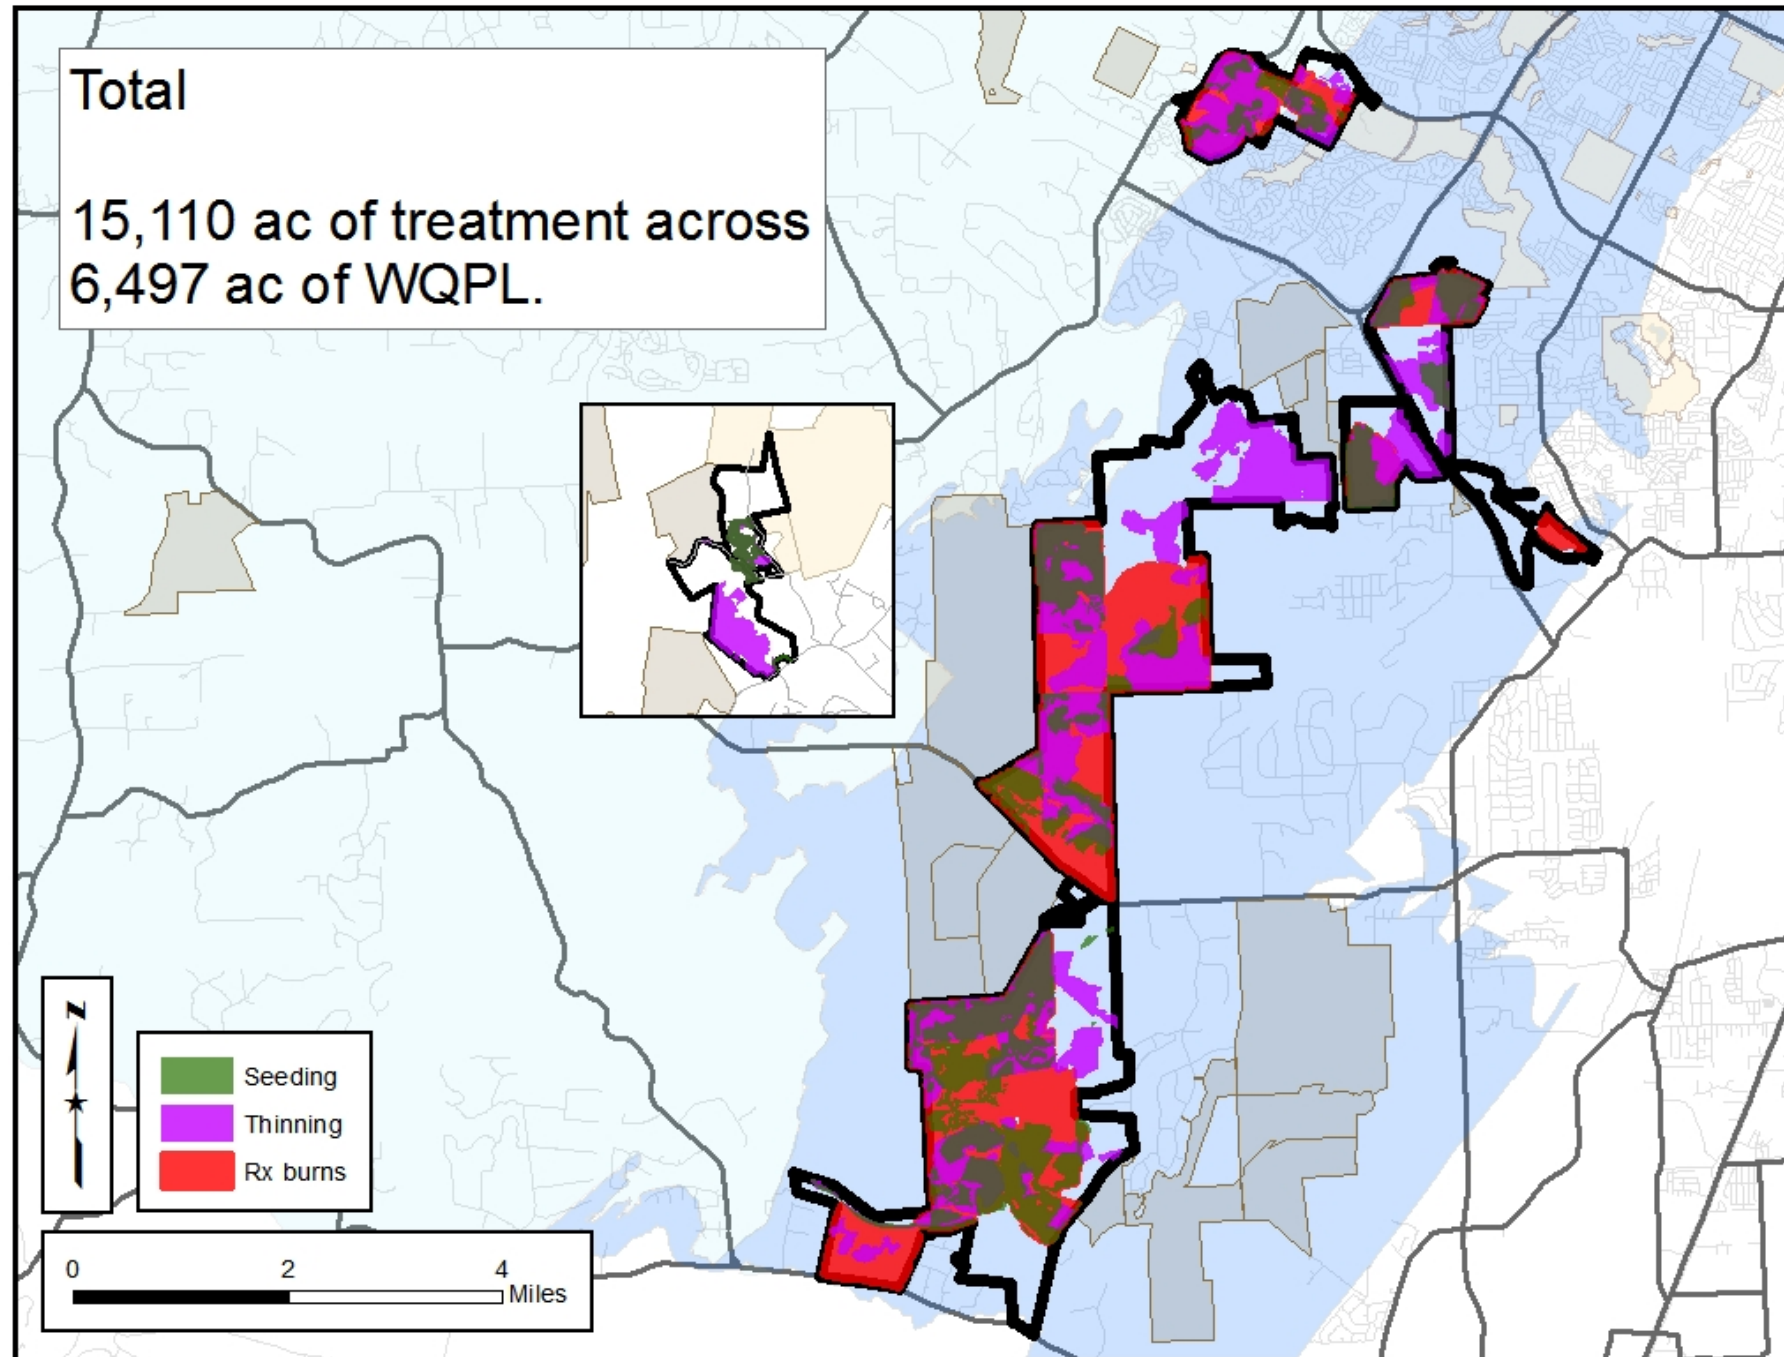 Total
15,110 ac of treatment across
6,497 ac of WQPL.
N
Seeding
Thinning
Rx burns
0 2 4
Miles